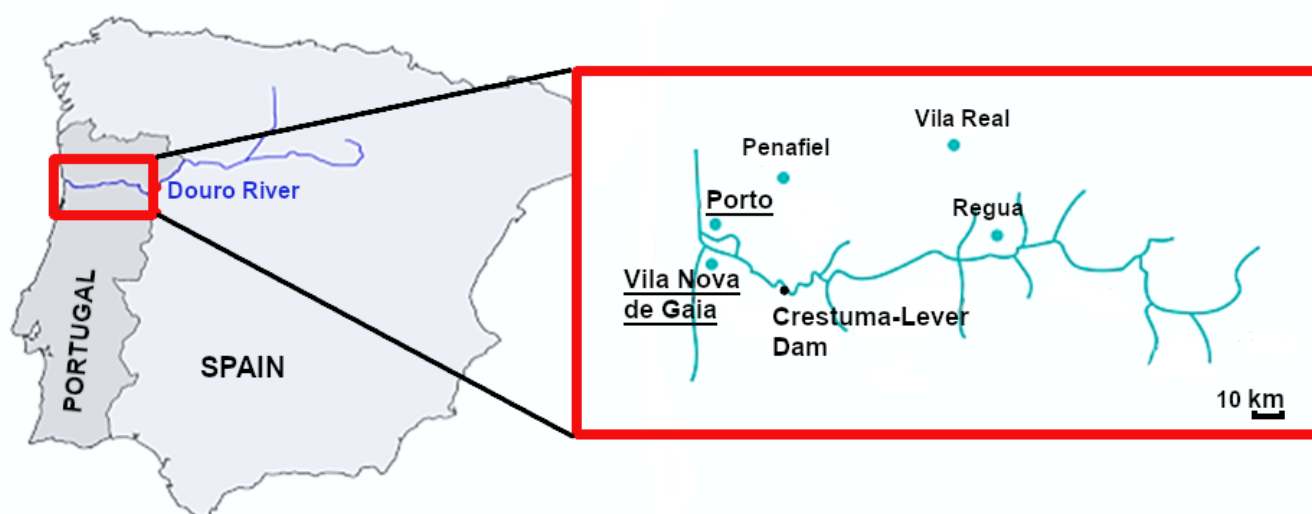 Douro River
PORTUGAL
SPAIN
Vila Real
Penafiel
Porto
Regua
Vila Nova
de Gaia
Crestuma-Lever
Dam
10 km